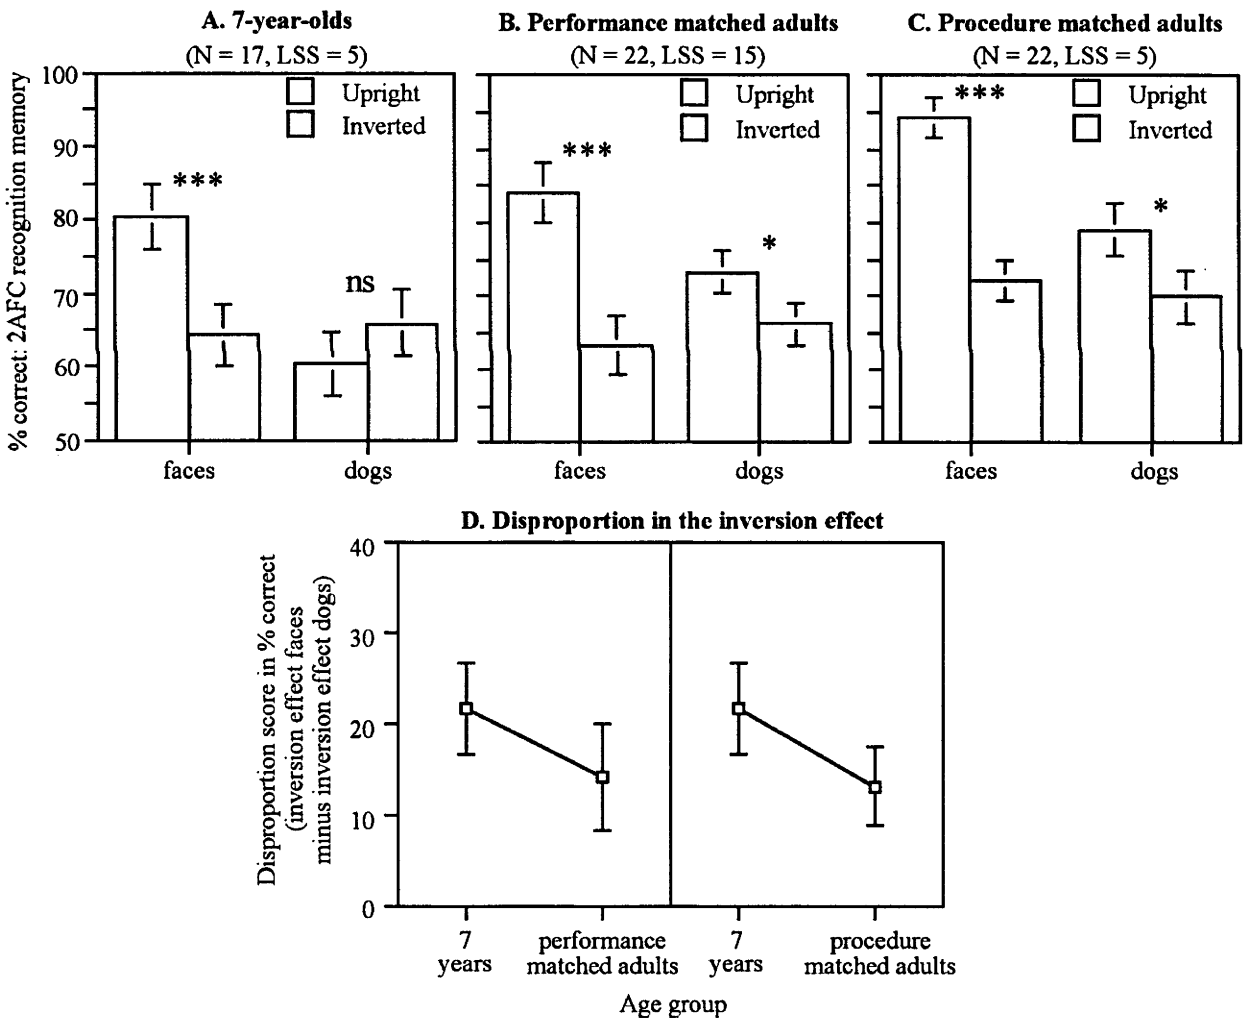 A. 7-year-olds
(N = 17, LSS = 5)
B. Performance matched adults
(N = 22, LSS = 15)
C. Procedure matched adults
(N = 22, LSS = 5)
% correct: 2AFC recognition memory
100
90
80
70
60
50
Upright
Inverted
***
ns
faces
dogs
Upright
Inverted
***
*
faces
dogs
Upright
Inverted
***
*
faces
dogs
D. Disproportion in the inversion effect
Disproportion score in % correct
(inversion effect faces
minus inversion effect dogs)
40
30
20
10
0
7
years
performance
matched adults
7
years
procedure
matched adults
Age group